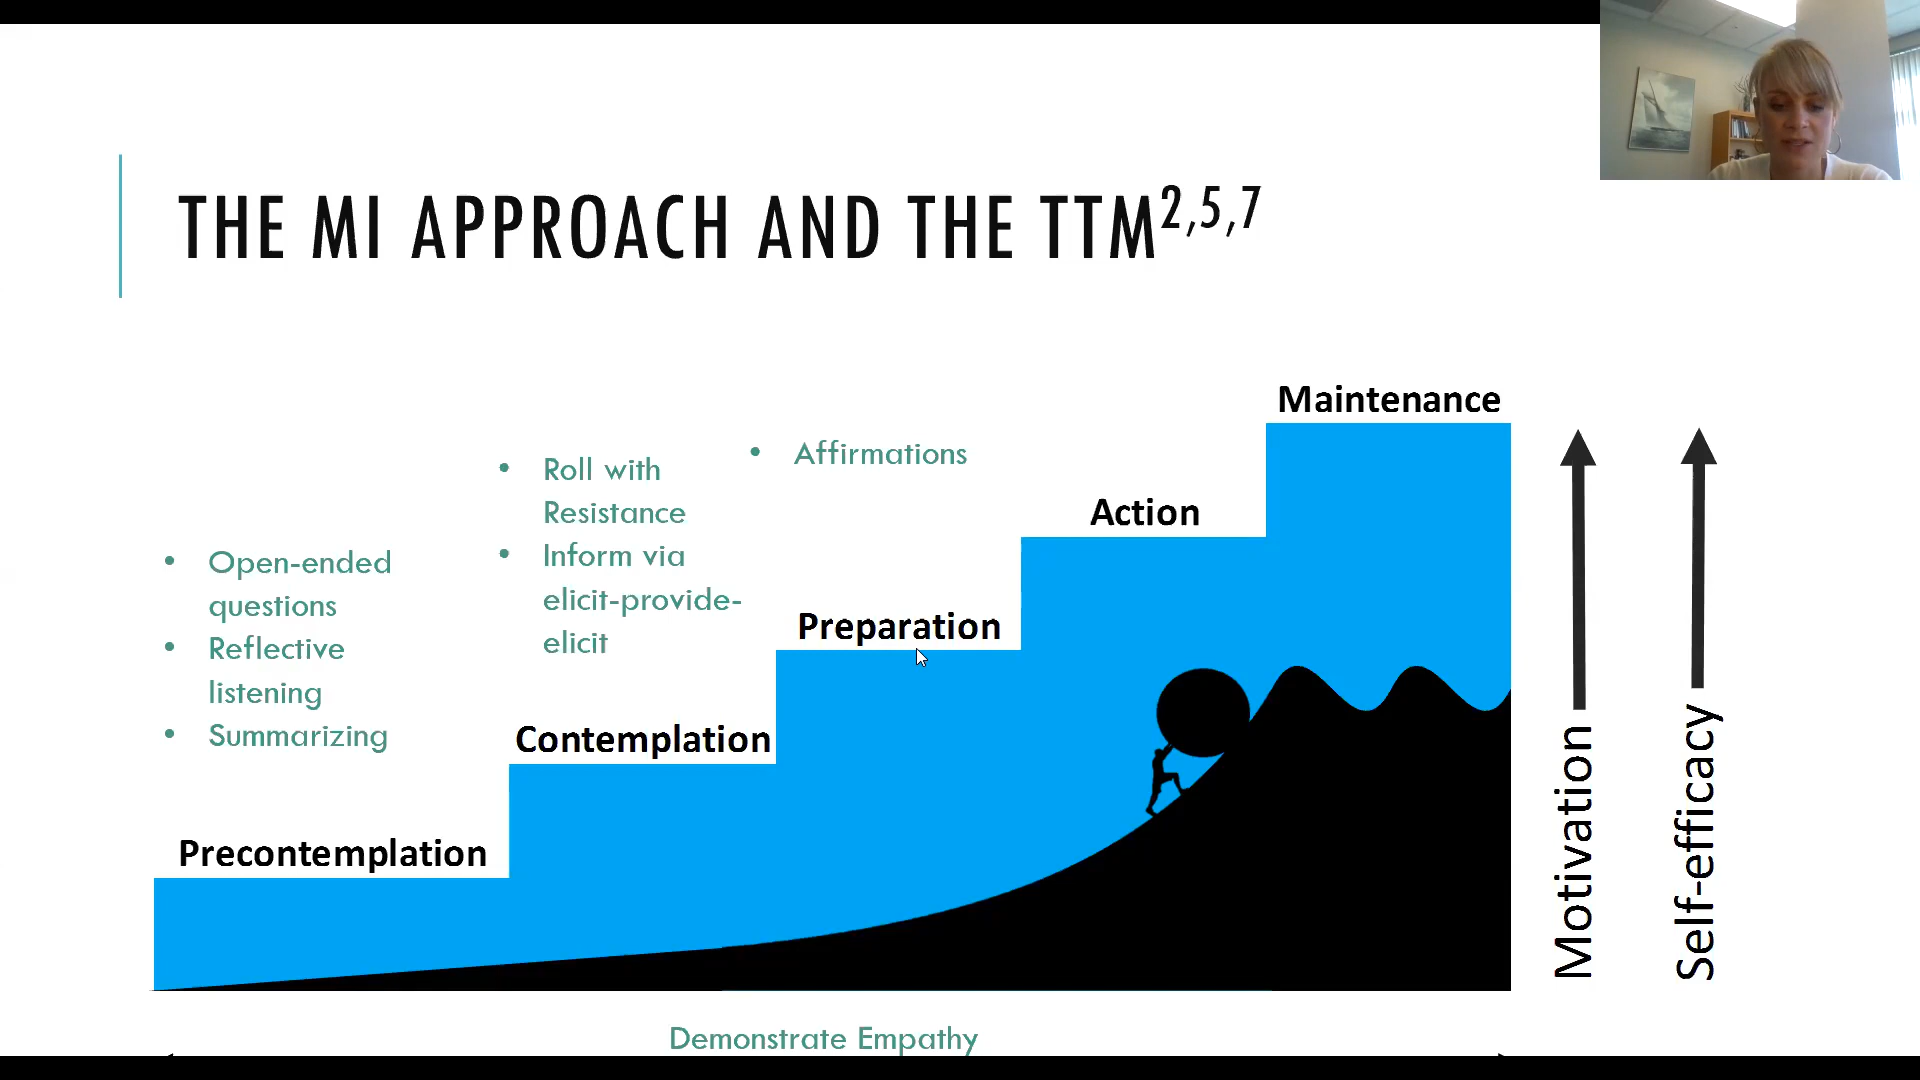 THE MI APPROACH AND THE TTM2,5,7
Maintenance
• Affirmations
• Roll with
Resistance
• Inform via
elicit-provide-
elicit
Action
• Open-ended
questions
• Reflective
listening
• Summarizing
Preparation
Contemplation
Precontemplation
Motivation
Self-efficacy
Demonstrate Empathy